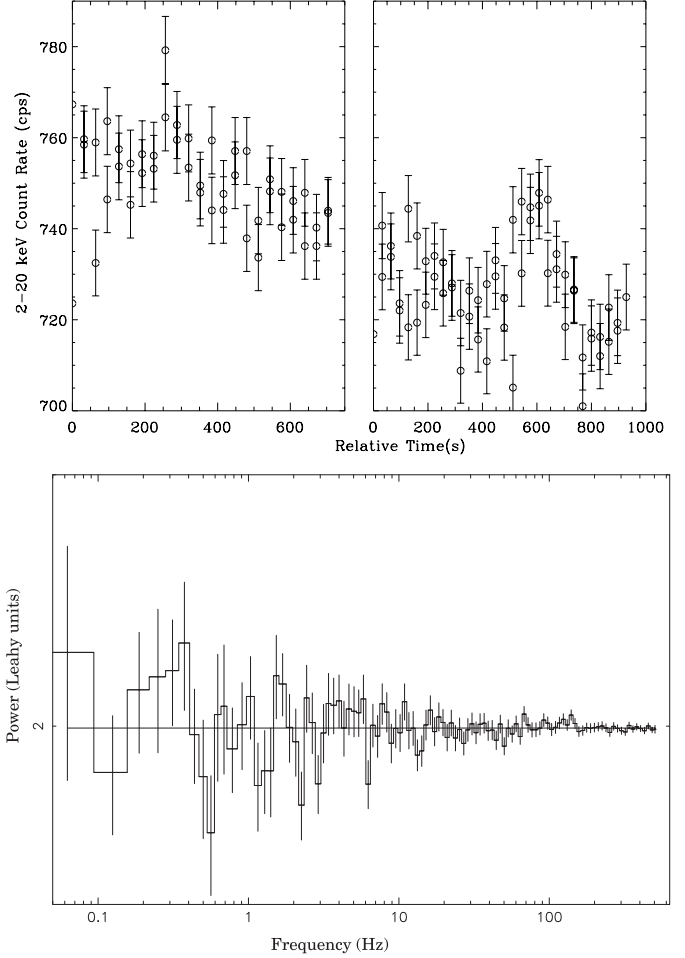 2-20 keV Count Rate (cps)
780
760
740
720
700
0 200 400 600
0 200 400 600 800 1000
Relative Time(s)
Power (Leahy units)
2
0.1 1 10 100
Frequency (Hz)